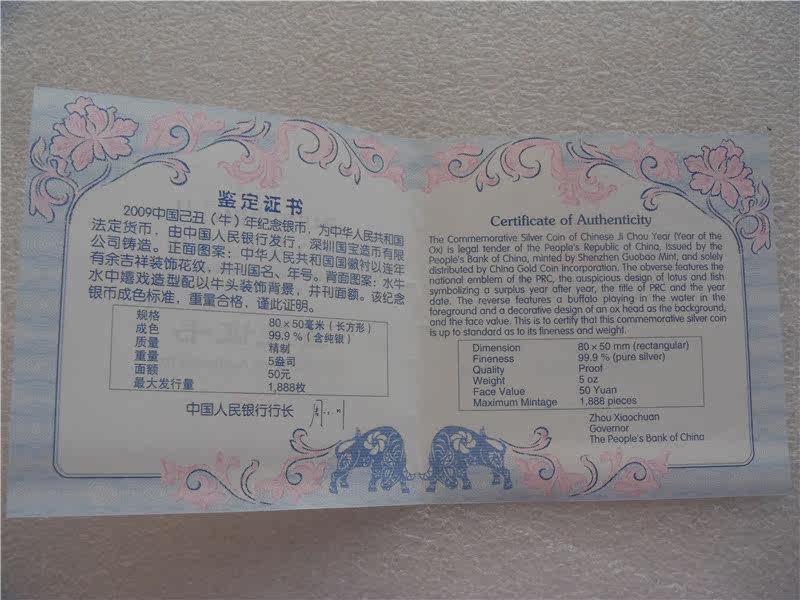 鉴定证书
2009中国己丑（牛）年纪念银币，为中华人民共和国
法定货币，由中国人民银行发行，深圳国宝造币有限
公司铸造。正面图案：中华人民共和国国徽衬以连年
有余吉祥装饰花纹，并刊国名、年号。背面图案：水牛
水中嬉戏造型配以牛头装饰背景，并刊面额。该纪念
银币成色标准，重量合格，谨此证明。
规格 80×50毫米（长方形）
成色 99.9％（含纯银）
质量 精制
重量 5盎司
面额 50元
最大发行量 1,888枚
中国人民银行行长
Certificate of Authenticity
The Commemorative Silver Coin of Chinese Ji Chou Year (Year of the
Ox) is legal tender of the People's Republic of China, issued by the
People's Bank of China, minted by Shenzhen Guobao Mint, and solely
distributed by China Gold Coin Incorporation. The obverse features the
national emblem of the PRC, the auspicious design of lotus and fish
symbolizing a surplus year after year, the title of PRC and the year
date. The reverse features a buffalo playing in the water in the
foreground and a decorative design of an ox head as the background,
and the face value. This is to certify that this commemorative silver coin
is up to standard as to its fineness and weight.
Dimension 80×50 mm (rectangular)
Fineness 99.9 % (pure silver)
Quality Proof
Weight 5 oz
Face Value 50 Yuan
Maximum Mintage 1,888 pieces
Zhou Xiaochuan
Governor
The People's Bank of China